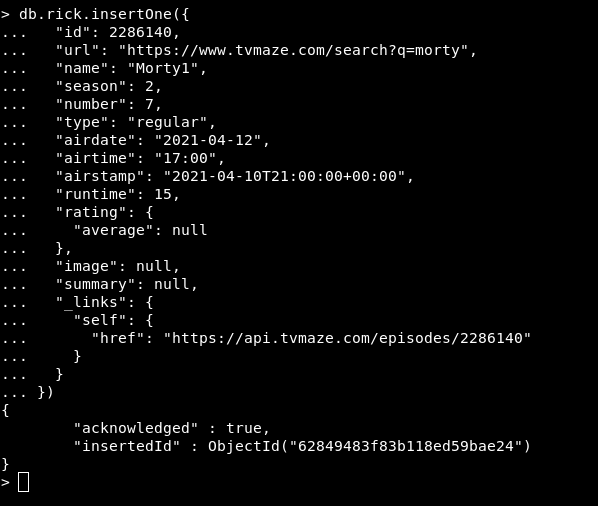 > db.rick.insertOne({
...   "id": 2286140,
...   "url": "https://www.tvmaze.com/search?q=morty",
...   "name": "Morty1",
...   "season": 2,
...   "number": 7,
...   "type": "regular",
...   "airdate": "2021-04-12",
...   "airtime": "17:00",
...   "airstamp": "2021-04-10T21:00:00+00:00",
...   "runtime": 15,
...   "rating": {
...     "average": null
...   },
...   "image": null,
...   "summary": null,
...   "_links": {
...     "self": {
...       "href": "https://api.tvmaze.com/episodes/2286140"
...     }
...   }
... })
{
        "acknowledged" : true,
        "insertedId" : ObjectId("62849483f83b118ed59bae24")
}
>